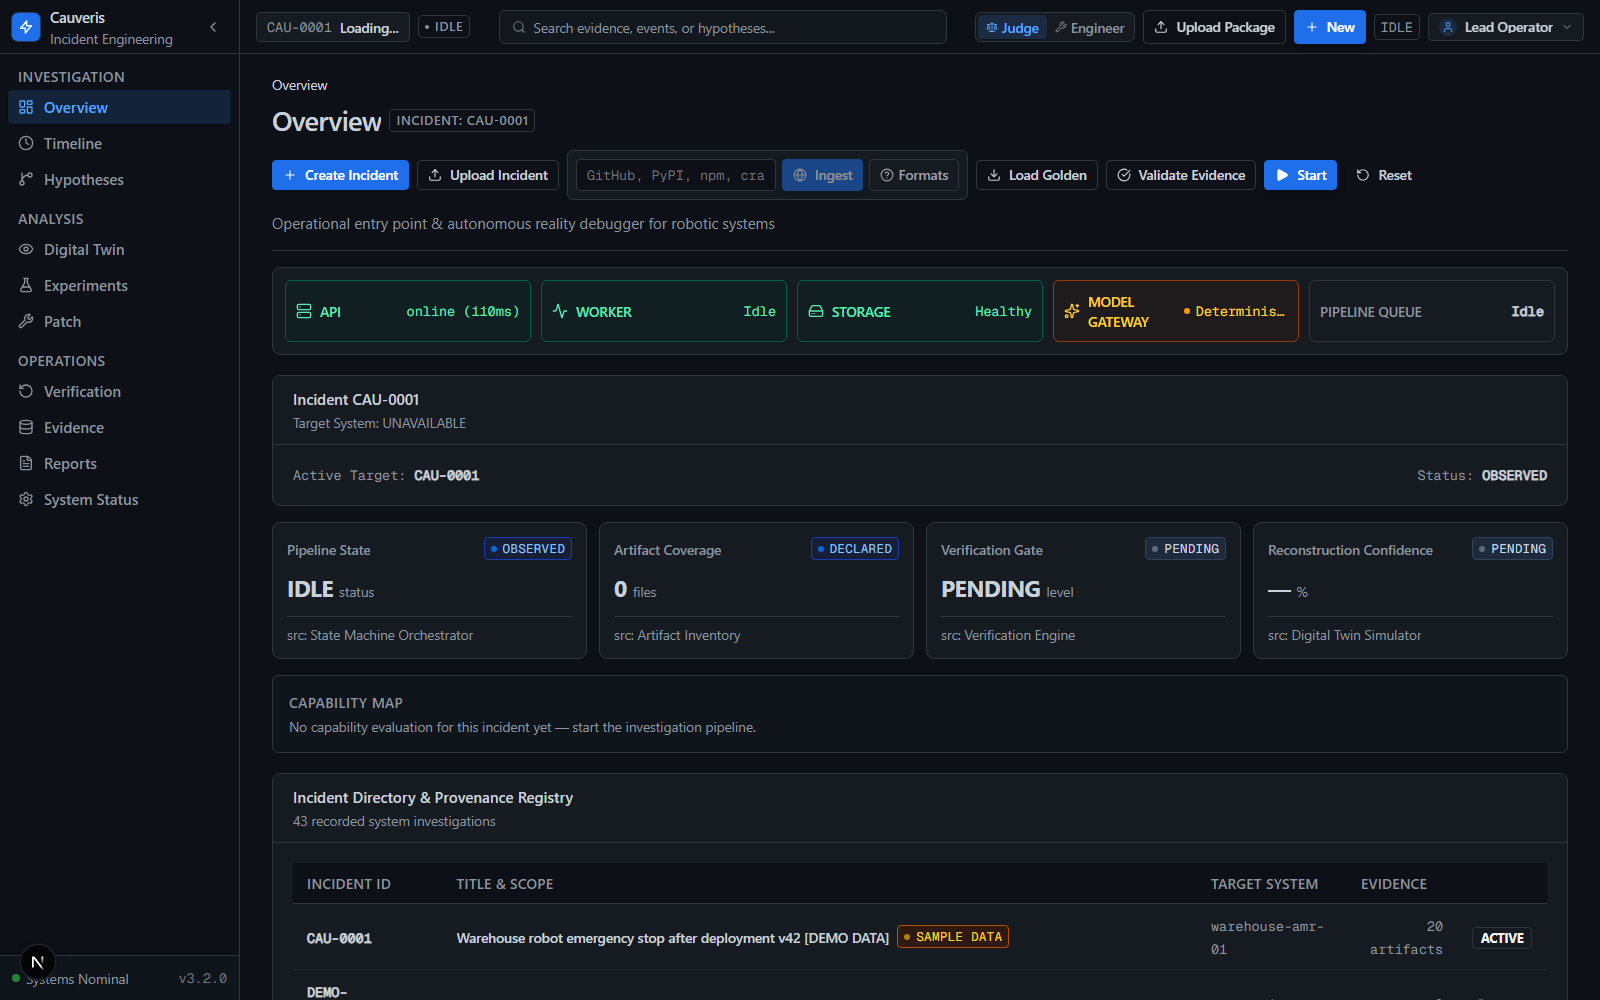 Cauveris
Incident Engineering
CAU-0001 Loading...
IDLE
Search evidence, events, or hypotheses...
Judge
Engineer
Upload Package
New
IDLE
Lead Operator
INVESTIGATION
Overview
Timeline
Hypotheses
ANALYSIS
Digital Twin
Experiments
Patch
OPERATIONS
Verification
Evidence
Reports
System Status
N
Systems Nominal
v3.2.0
Overview
Overview
INCIDENT: CAU-0001
Create Incident
Upload Incident
GitHub, PyPI, npm, cra
Ingest
Formats
Load Golden
Validate Evidence
Start
Reset
Operational entry point & autonomous reality debugger for robotic systems
API
online (110ms)
WORKER
Idle
STORAGE
Healthy
MODEL
GATEWAY
Determinis…
PIPELINE QUEUE
Idle
Incident CAU-0001
Target System: UNAVAILABLE
Active Target: CAU-0001
Status: OBSERVED
Pipeline State
OBSERVED
IDLE status
src: State Machine Orchestrator
Artifact Coverage
DECLARED
0 files
src: Artifact Inventory
Verification Gate
PENDING
PENDING level
src: Verification Engine
Reconstruction Confidence
PENDING
— %
src: Digital Twin Simulator
CAPABILITY MAP
No capability evaluation for this incident yet — start the investigation pipeline.
Incident Directory & Provenance Registry
43 recorded system investigations
INCIDENT ID
TITLE & SCOPE
TARGET SYSTEM
EVIDENCE
CAU-0001
Warehouse robot emergency stop after deployment v42 [DEMO DATA]
SAMPLE DATA
warehouse-amr-
01
20
artifacts
ACTIVE
DEMO-